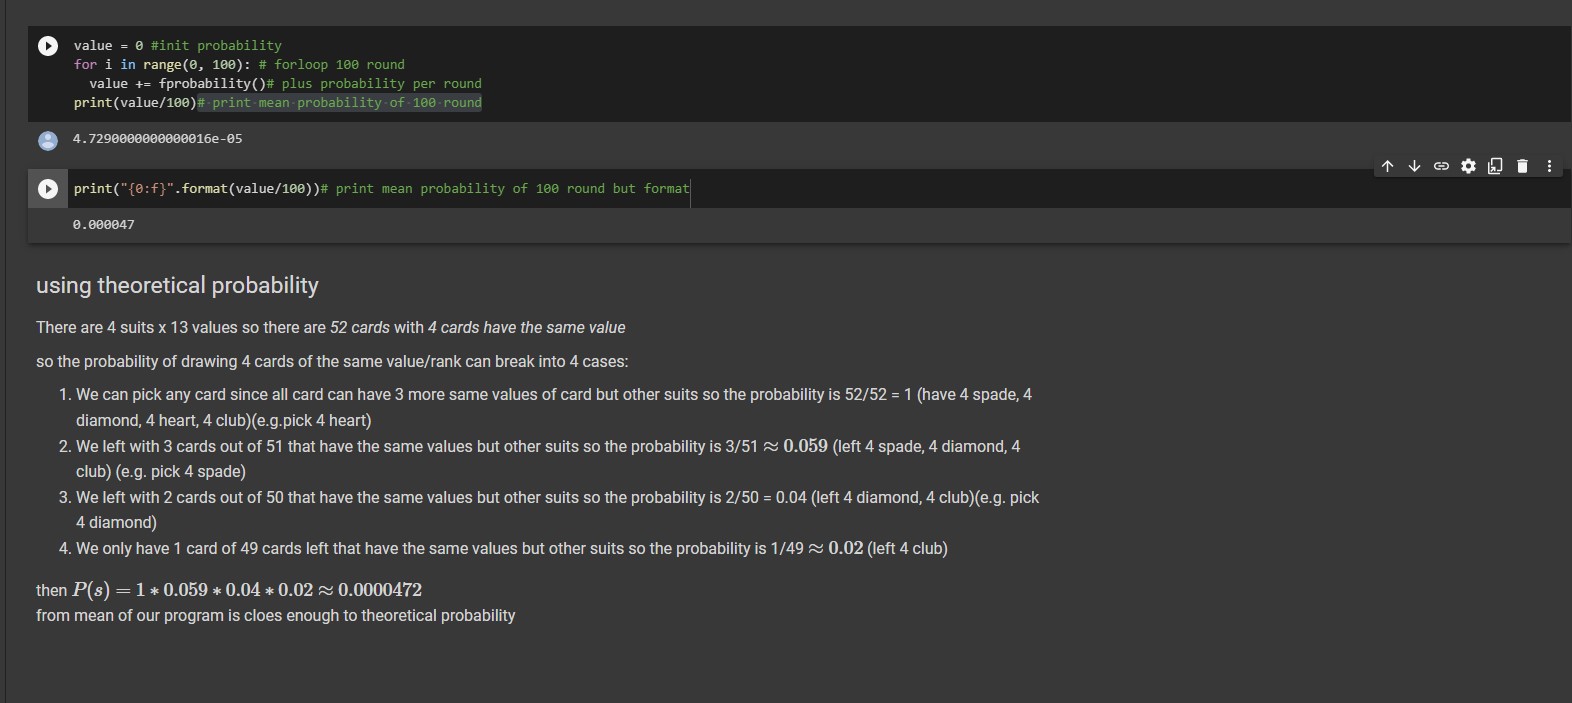 value = 0 #init probability
for i in range(0, 100): # forloop 100 round
  value += fprobability()# plus probability per round
print(value/100)# print mean probability of 100 round
4.7290000000000016e-05
print("{0:f}".format(value/100))# print mean probability of 100 round but format
0.000047
using theoretical probability
There are 4 suits x 13 values so there are 52 cards with 4 cards have the same value
so the probability of drawing 4 cards of the same value/rank can break into 4 cases:
1. We can pick any card since all card can have 3 more same values of card but other suits so the probability is 52/52 = 1 (have 4 spade, 4
diamond, 4 heart, 4 club)(e.g.pick 4 heart)
2. We left with 3 cards out of 51 that have the same values but other suits so the probability is 3/51 ≈ 0.059 (left 4 spade, 4 diamond, 4
club) (e.g. pick 4 spade)
3. We left with 2 cards out of 50 that have the same values but other suits so the probability is 2/50 = 0.04 (left 4 diamond, 4 club)(e.g. pick
4 diamond)
4. We only have 1 card of 49 cards left that have the same values but other suits so the probability is 1/49 ≈ 0.02 (left 4 club)
then P(s) = 1 * 0.059 * 0.04 * 0.02 ≈ 0.0000472
from mean of our program is cloes enough to theoretical probability